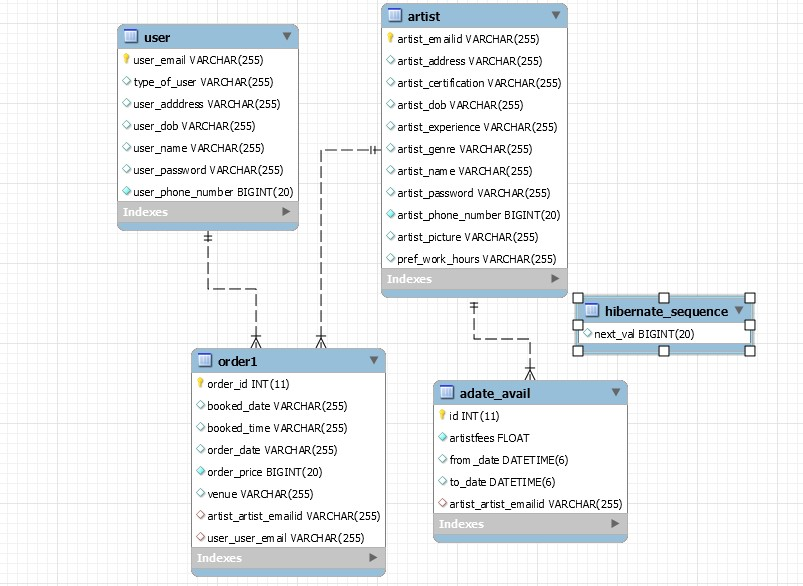 user
user_email VARCHAR(255)
type_of_user VARCHAR(255)
user_adddress VARCHAR(255)
user_dob VARCHAR(255)
user_name VARCHAR(255)
user_password VARCHAR(255)
user_phone_number BIGINT(20)
Indexes
artist
artist_emailid VARCHAR(255)
artist_address VARCHAR(255)
artist_certification VARCHAR(255)
artist_dob VARCHAR(255)
artist_experience VARCHAR(255)
artist_genre VARCHAR(255)
artist_name VARCHAR(255)
artist_password VARCHAR(255)
artist_phone_number BIGINT(20)
artist_picture VARCHAR(255)
pref_work_hours VARCHAR(255)
Indexes
hibernate_sequence
next_val BIGINT(20)
order1
order_id INT(11)
booked_date VARCHAR(255)
booked_time VARCHAR(255)
order_date VARCHAR(255)
order_price BIGINT(20)
venue VARCHAR(255)
artist_artist_emailid VARCHAR(255)
user_user_email VARCHAR(255)
Indexes
adate_avail
id INT(11)
artistfees FLOAT
from_date DATETIME(6)
to_date DATETIME(6)
artist_artist_emailid VARCHAR(255)
Indexes